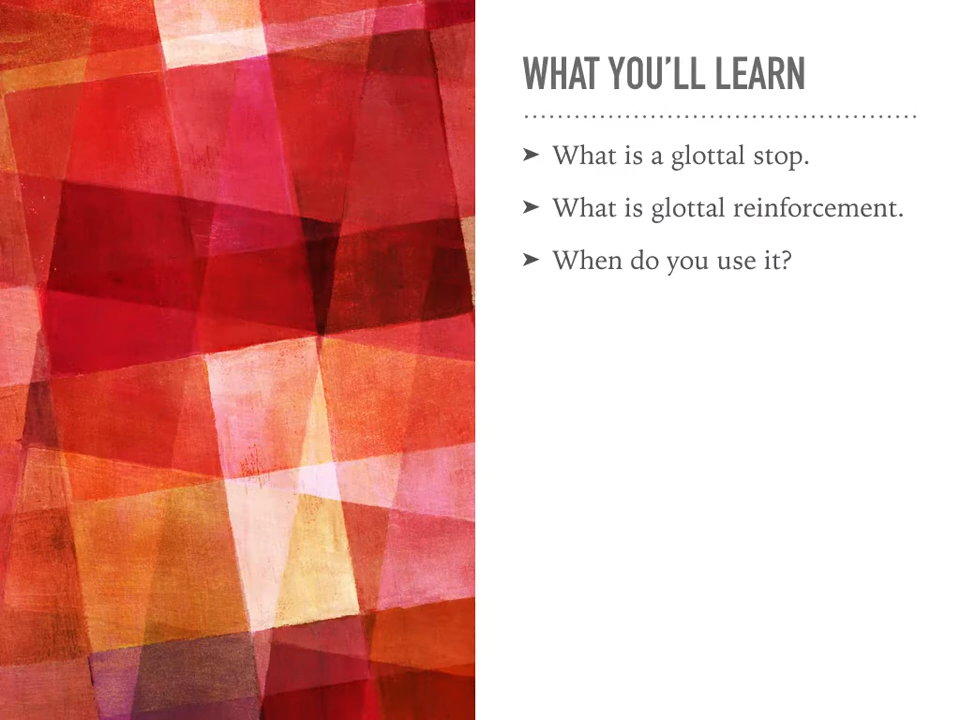 WHAT YOU’LL LEARN
➤ What is a glottal stop.
➤ What is glottal reinforcement.
➤ When do you use it?